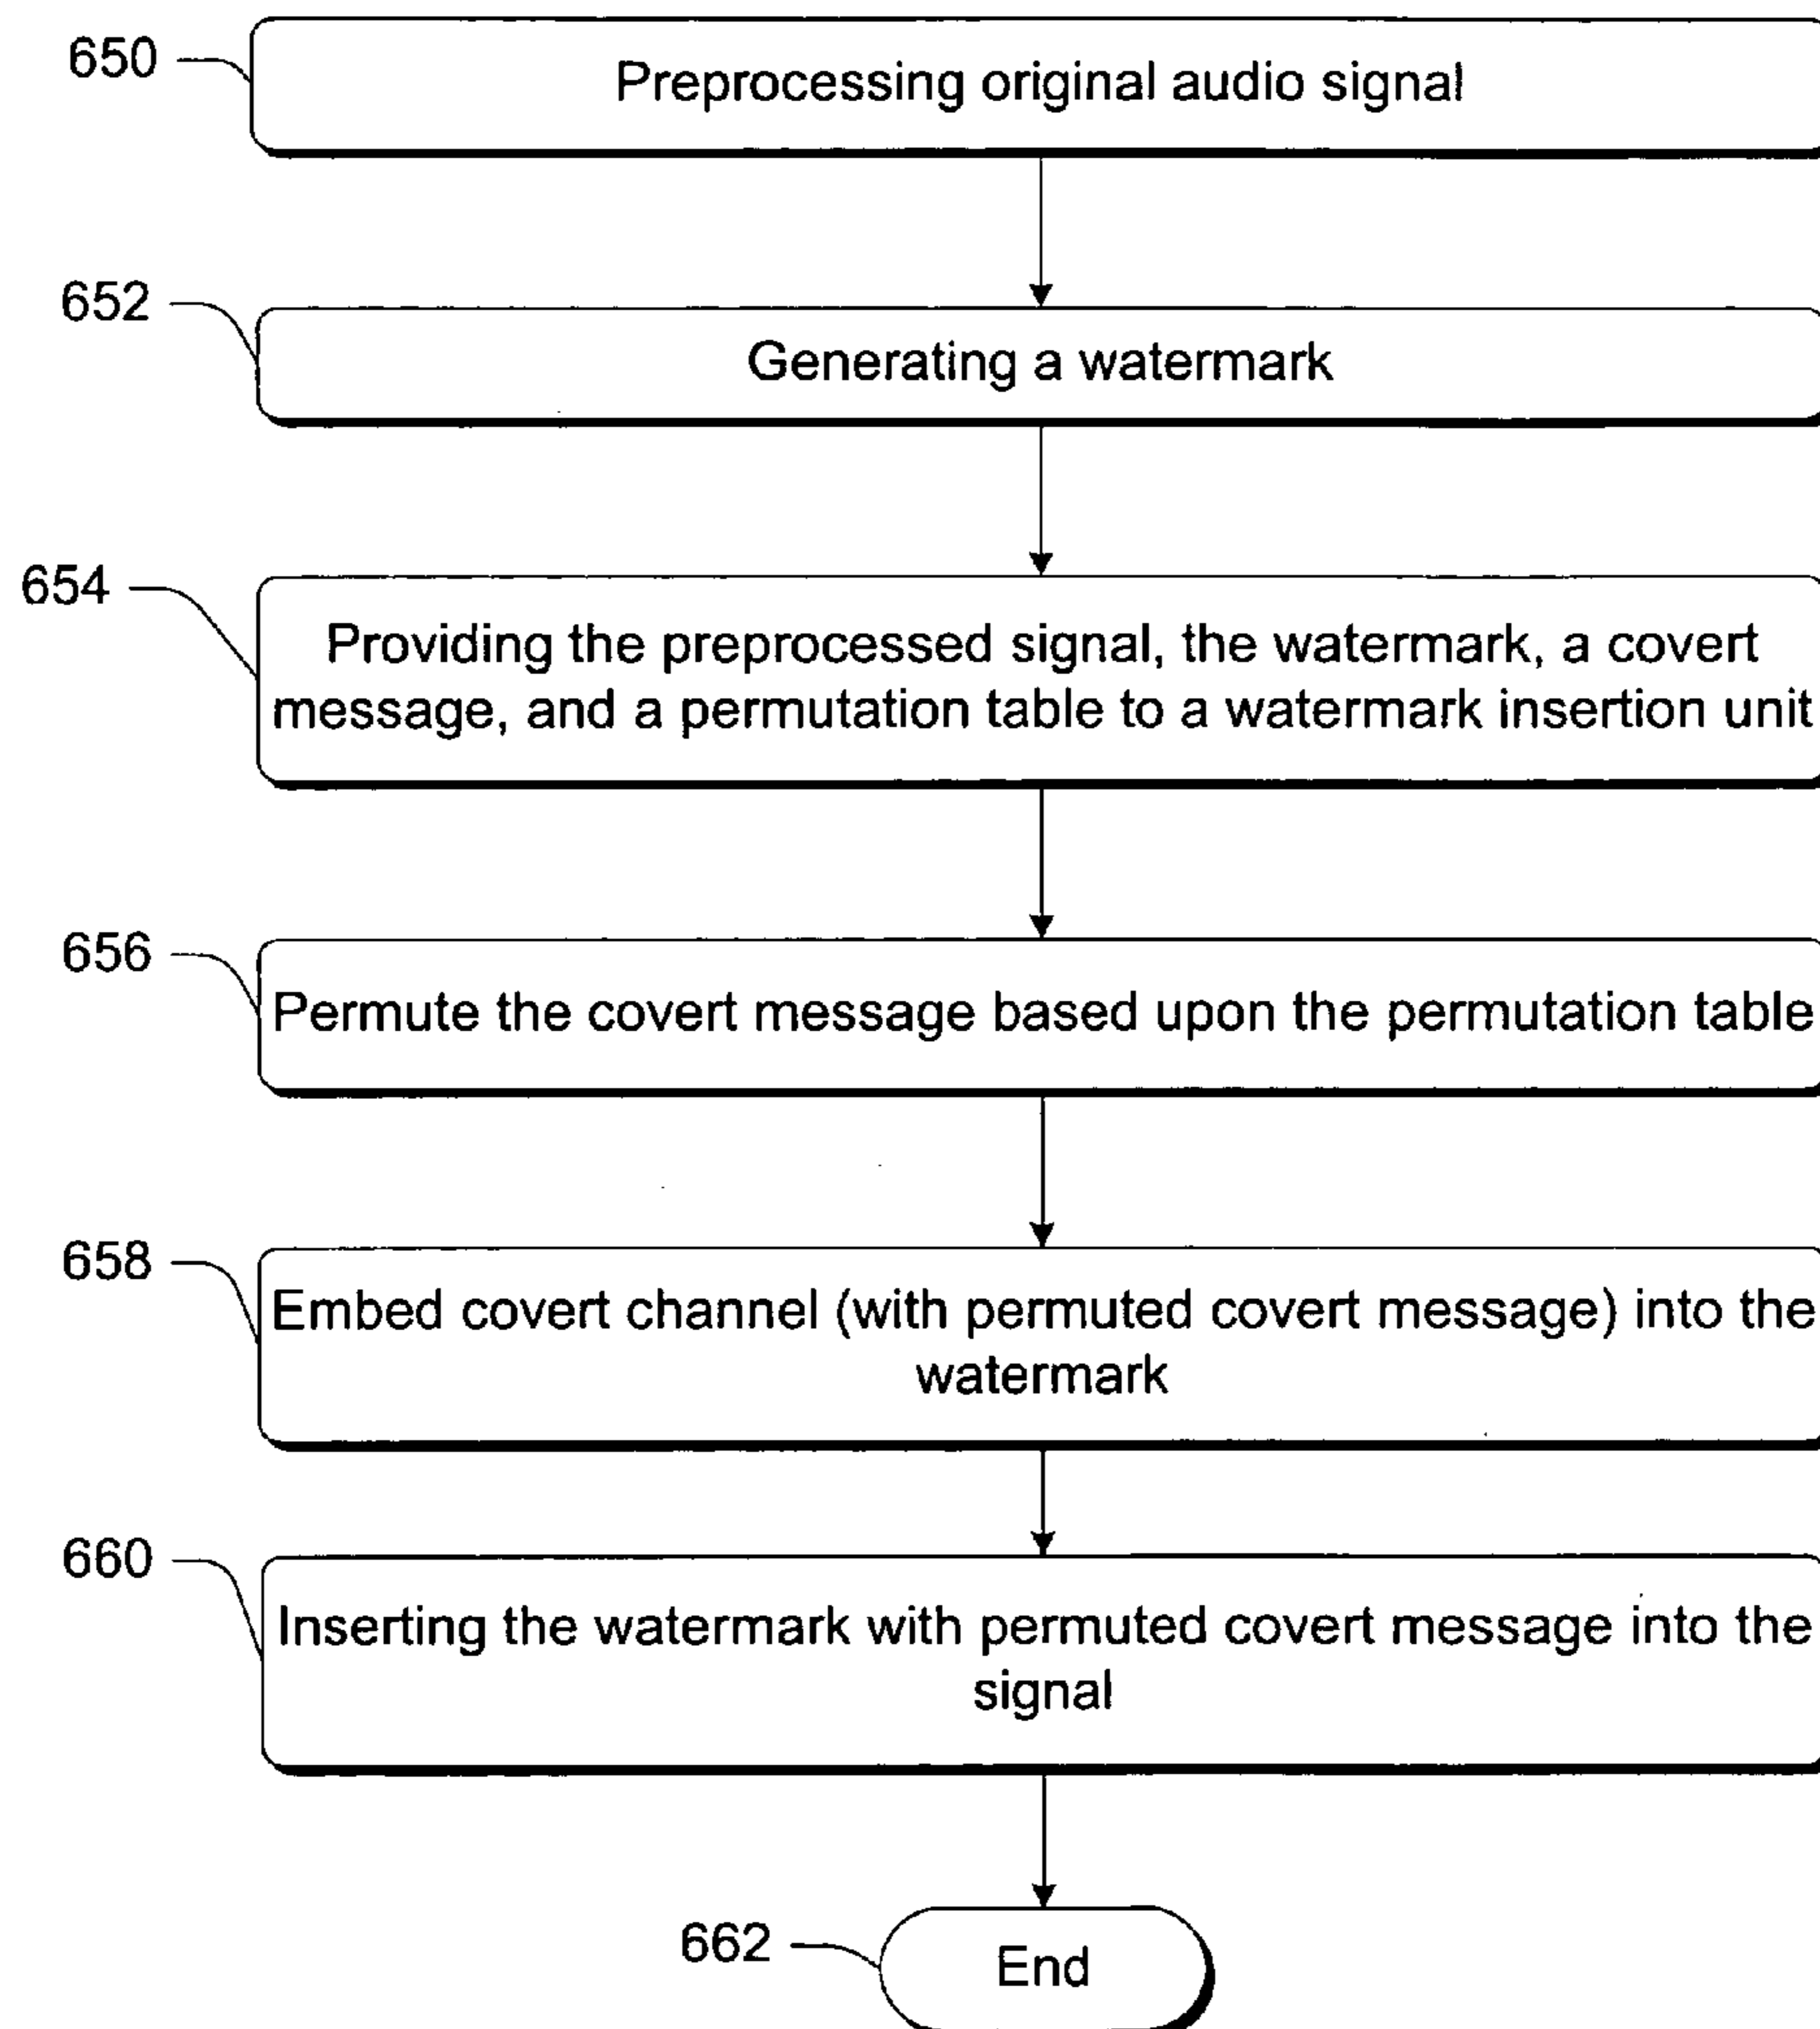 650
Preprocessing original audio signal
652
Generating a watermark
654
Providing the preprocessed signal, the watermark, a covert
message, and a permutation table to a watermark insertion unit
656
Permute the covert message based upon the permutation table
658
Embed covert channel (with permuted covert message) into the
watermark
660
Inserting the watermark with permuted covert message into the
signal
662
End